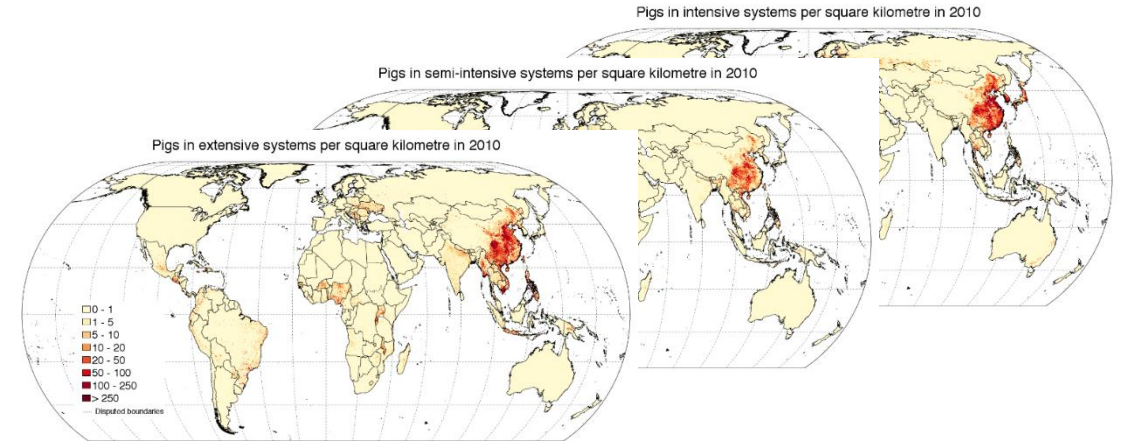 Pigs in intensive systems per square kilometre in 2010
Pigs in semi-intensive systems per square kilometre in 2010
Pigs in extensive systems per square kilometre in 2010
0 - 1
1 - 5
5 - 10
10 - 20
20 - 50
50 - 100
100 - 250
> 250
Disputed boundaries